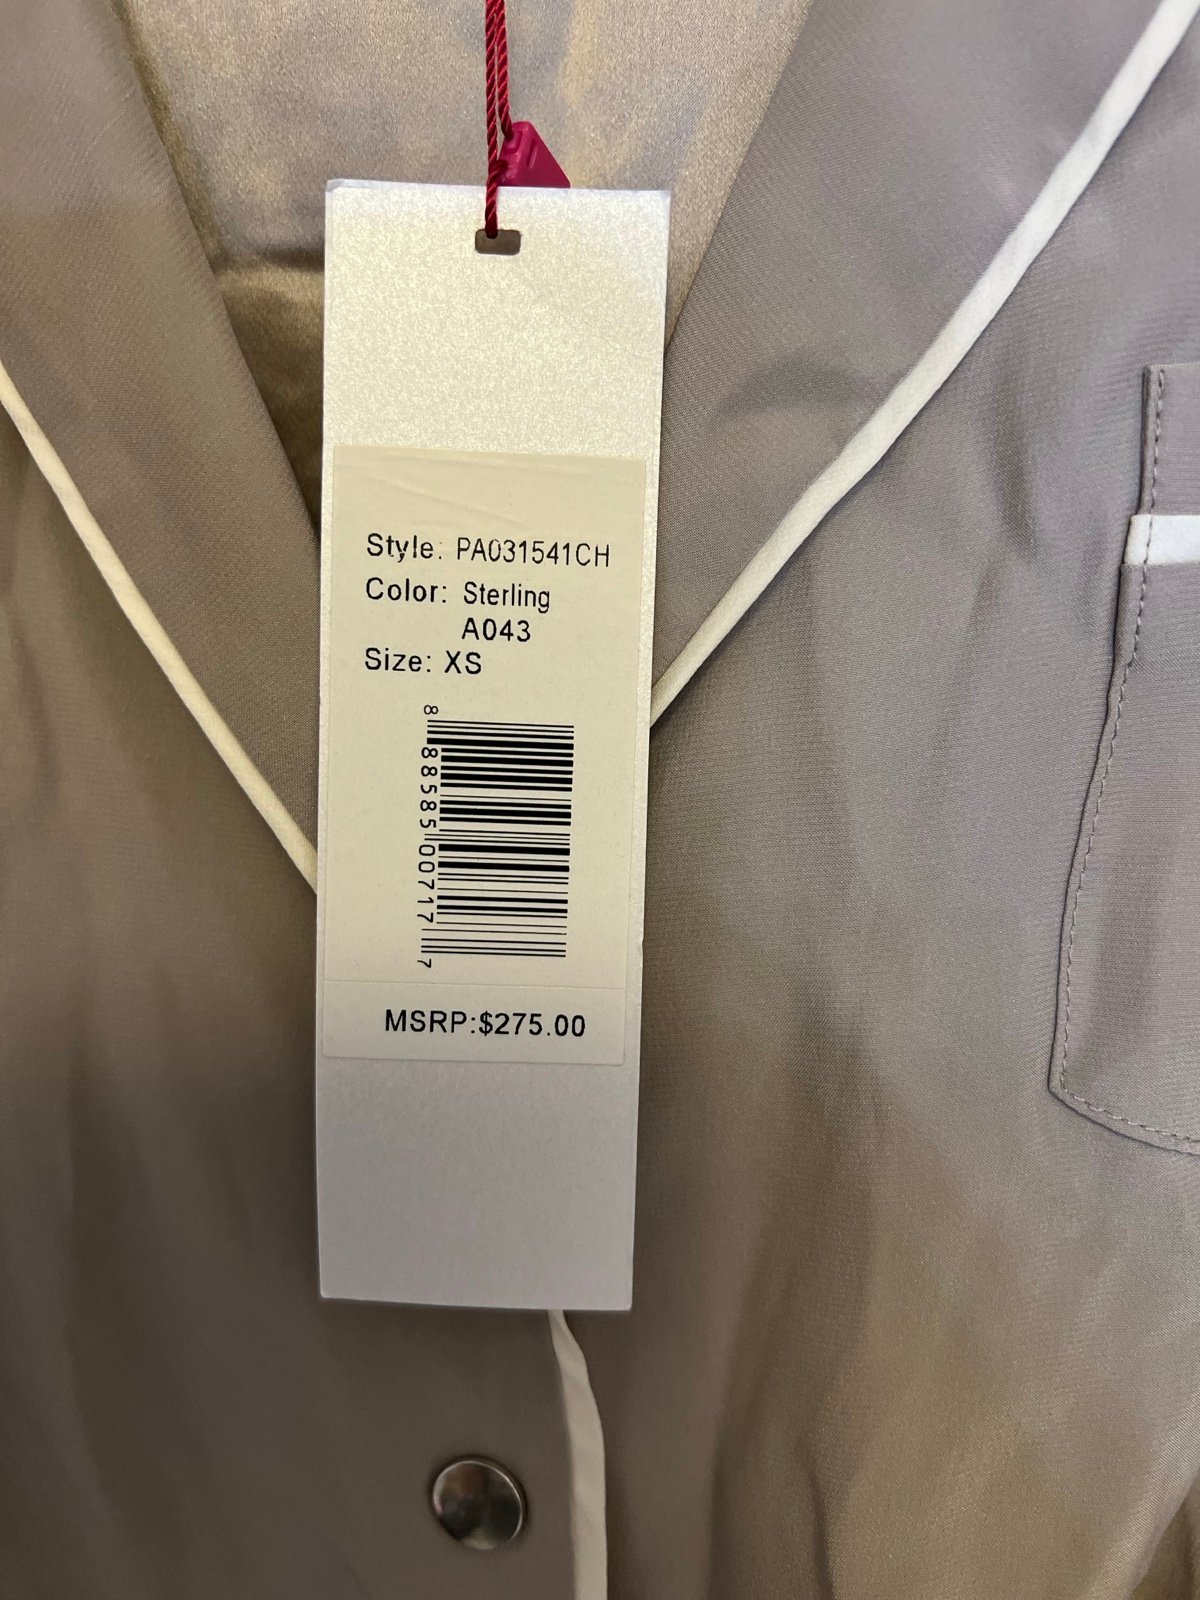 Style: PA031541CH
Color: Sterling
A043
Size: XS
8 88585 00717 7
MSRP:$275.00